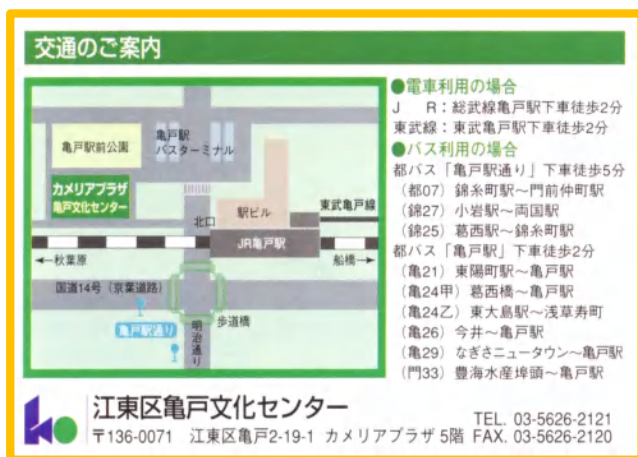 交通のご案内
亀戸駅前公園
亀戸駅
バスターミナル
カメリアプラザ
亀戸文化センター
北口
駅ビル
東武亀戸線
JR亀戸駅
←秋葉原
船橋→
国道14号（京葉道路）
亀戸駅通り
明治通り
歩道橋
●電車利用の場合
J R：総武線亀戸駅下車徒歩2分
東武線：東武亀戸駅下車徒歩2分
●バス利用の場合
都バス「亀戸駅通り」下車徒歩5分
（都07）錦糸町駅～門前仲町駅
（錦27）小岩駅～両国駅
（錦25）葛西駅～錦糸町駅
都バス「亀戸駅」下車徒歩2分
（亀21）東陽町駅～亀戸駅
（亀24甲）葛西橋～亀戸駅
（亀24乙）東大島駅～浅草寿町
（亀26）今井～亀戸駅
（亀29）なぎさニュータウン～亀戸駅
（門33）豊海水産埠頭～亀戸駅
江東区亀戸文化センター
〒136-0071 江東区亀戸2-19-1 カメリアプラザ 5階
TEL. 03-5626-2121
FAX. 03-5626-2120